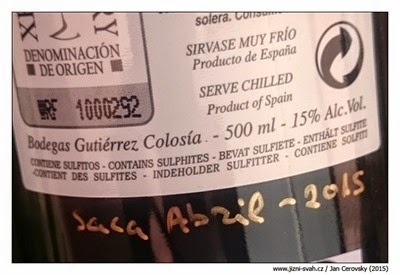 solera. Consum
SIRVASE MUY FRÍO
Producto de España
SERVE CHILLED
Product of Spain
DENOMINACIÓN
DE ORIGEN
RF 1000292
Bodegas Gutiérrez Colosía - 500 ml - 15% Alc.Vol.
CONTIENE SULFITOS - CONTAINS SULPHITES - BEVAT SULFIETE - ENTHÄLT SULFITE
-CONTIENT DES SULFITES - INDEHOLDER SULFITTER - CONTIENE SOLFITI
Saca Abril - 2015
www.jizni-svah.cz / Jan Cerovsky (2015)